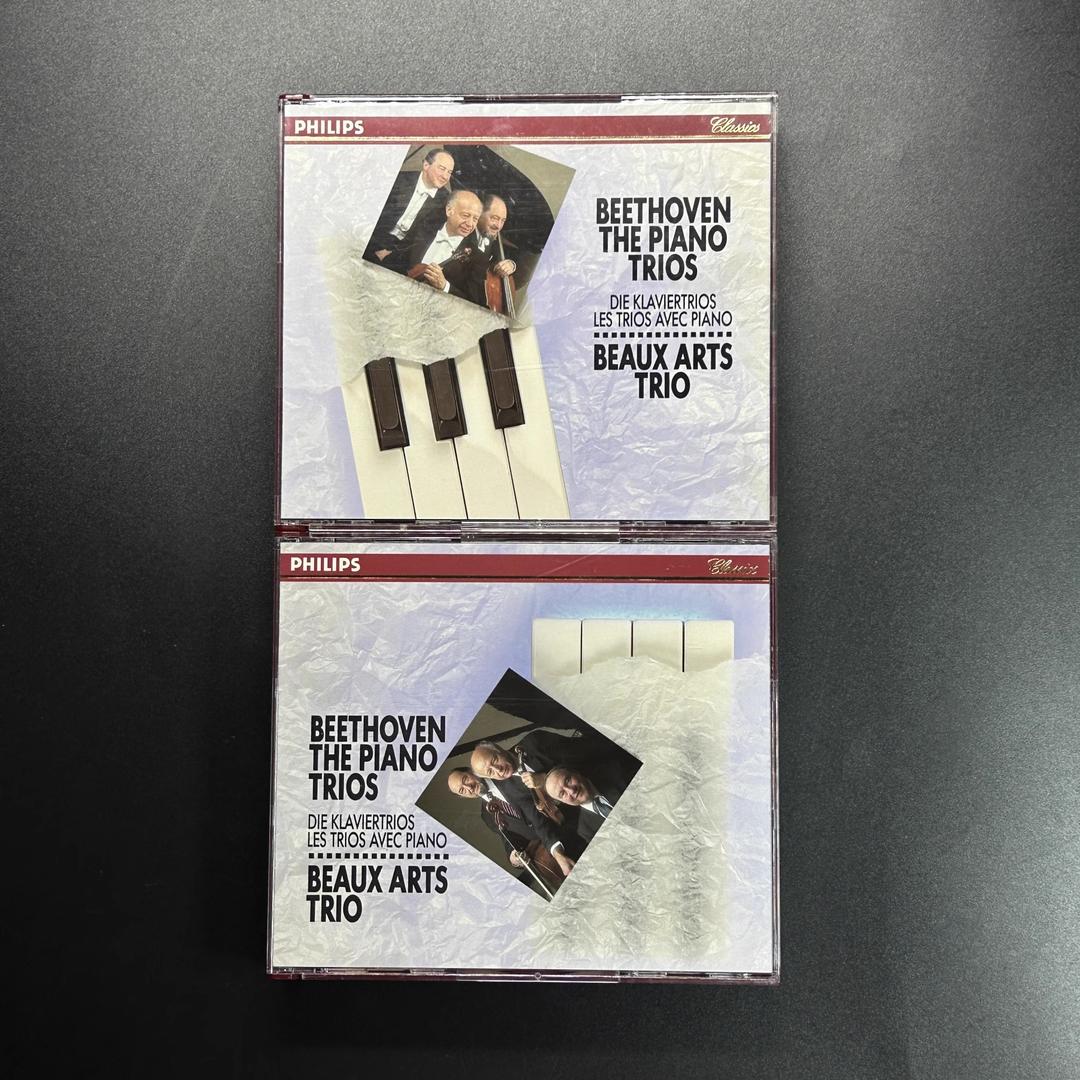 PHILIPS
Classics
BEETHOVEN
THE PIANO
TRIOS
DIE KLAVIERTRIOS
LES TRIOS AVEC PIANO
BEAUX ARTS
TRIO
PHILIPS
Classics
BEETHOVEN
THE PIANO
TRIOS
DIE KLAVIERTRIOS
LES TRIOS AVEC PIANO
BEAUX ARTS
TRIO